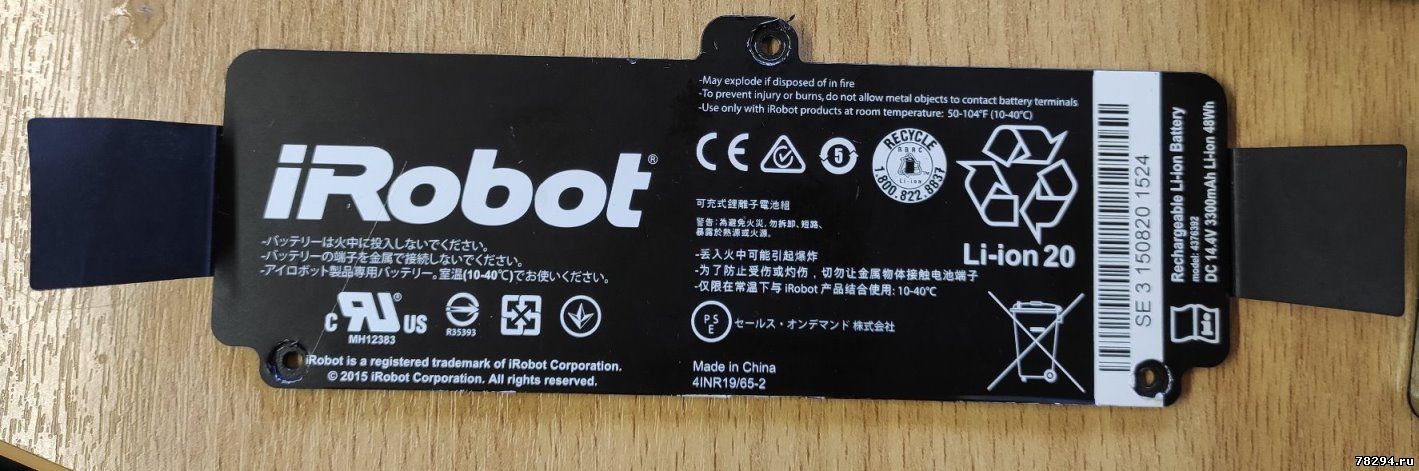 -May explode if disposed of in fire
-To prevent injury or burns, do not allow metal objects to contact battery terminals
-Use only with iRobot products at room temperature: 50-104°F (10-40°C)
iRobot®
CE
5
RECYCLE
RBRC
Li-ion
1.800.822.8837
Li-ion 20
可充式鋰離子電池組
警告:為避免火災,勿拆卸、短路、
暴露於熱源或火源。
-バッテリーは火中に投入しないでください。
-バッテリーの端子を金属で接続しないでください。
-アイロボット製品専用バッテリー。室温(10-40℃)でお使いください。
-丢入火中可能引起爆炸
-为了防止受伤或灼伤，切勿让金属物体接触电池端子
-仅限在常温下与 iRobot 产品结合使用: 10-40℃
C RU® US
MH12383
R35393
PSE
セールス・オンデマンド 株式会社
iRobot is a registered trademark of iRobot Corporation.
© 2015 iRobot Corporation. All rights reserved.
Made in China
4INR19/65-2
SE 3 150820 1524
Rechargeable Li-ion Battery
model: 4376392
DC 14.4V 3300mAh Li-ion 48Wh
78294.ru